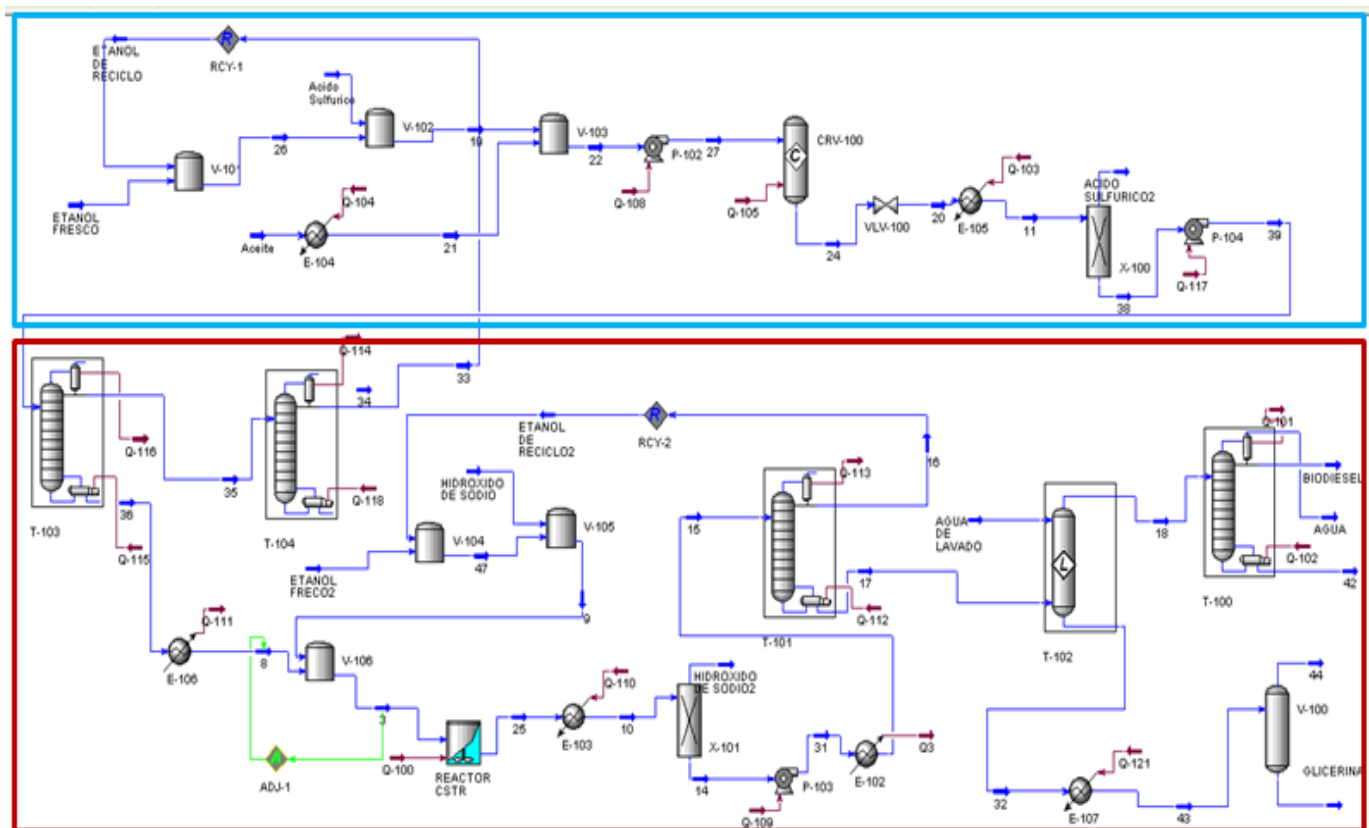 ETANOL
DE
RECICLO
R
RCY-1
Acido
Sulfurico
V-102
19
V-101
26
ETANOL
FRESCO
Q-104
Aceite
E-104
21
V-103
22
P-102
27
Q-108
CRV-100
C
Q-105
24
VLV-100
20
Q-103
E-105
11
ACIDO
SULFURICO2
X-100
38
P-104
39
Q-117
T-103
Q-116
36
Q-115
35
Q-114
34
33
Q-118
T-104
ETANOL
DE
RECICLO2
R
RCY-2
16
HIDROXIDO
DE SODIO
V-105
V-104
47
ETANOL
FRECO2
9
Q-111
E-106
8
V-106
3
A
ADJ-1
Q-100
REACTOR
CSTR
25
Q-110
E-103
10
HIDROXIDO
DE SODIO2
X-101
14
P-103
31
Q-109
E-102
Q3
15
Q-113
17
Q-112
T-101
AGUA
DE
LAVADO
L
T-102
18
Q-101
BIODIESEL
AGUA
Q-102
42
T-100
32
Q-121
E-107
43
44
V-100
GLICERINA